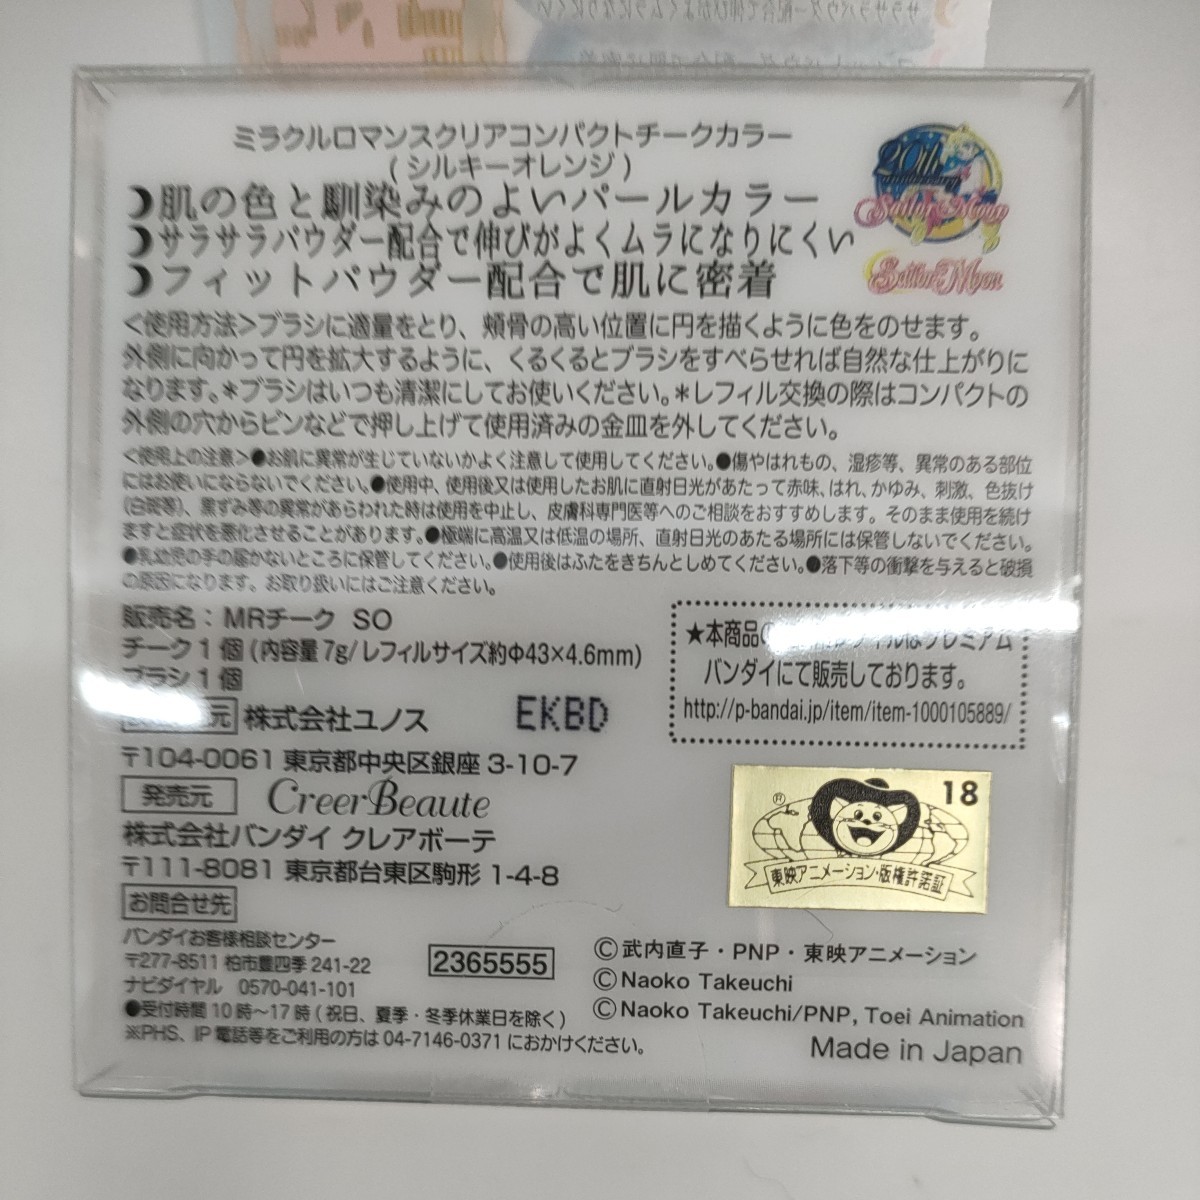 ミラクルロマンスクリアコンパクトチークカラー
(シルキーオレンジ)
肌の色と馴染みのよいパールカラー
サラサラパウダー配合で伸びがよくムラになりにくい
フィットパウダー配合で肌に密着
20th
anniversary
Sailor Moon
Sailor Moon
<使用方法>ブラシに適量をとり、頬骨の高い位置に円を描くように色をのせます。
外側に向かって円を拡大するように、くるくるとブラシをすべらせれば自然な仕上がりに
なります。*ブラシはいつも清潔にしてお使いください。*レフィル交換の際はコンパクトの
外側の穴からピンなどで押し上げて使用済みの金皿を外してください。
<使用上の注意>●お肌に異常が生じていないかよく注意して使用してください。●傷やはれもの、湿疹等、異常のある部位
にはお使いにならないでください。●使用中、使用後又は使用したお肌に直射日光があたって赤味、はれ、かゆみ、刺激、色抜け
(白斑等)、黒ずみ等の異常があらわれた時は使用を中止し、皮膚科専門医等へのご相談をおすすめします。そのまま使用を続け
ますと症状を悪化させることがあります。●極端に高温又は低温の場所、直射日光のあたる場所には保管しないでください。
●乳幼児の手の届かないところに保管してください。●使用後はふたをきちんとしめてください。●落下等の衝撃を与えると破損
の原因になります。お取り扱いにはご注意ください。
販売名：MRチーク SO
チーク1個(内容量7g/レフィルサイズ約Φ43×4.6mm)
ブラシ1個
元 株式会社ユノス EKBD
〒104-0061 東京都中央区銀座 3-10-7
★本商品の フィルはプレミアム
バンダイにて販売しております。
http://p-bandai.jp/item/item-1000105889/
発売元 CreerBeaute
株式会社バンダイ クレアボーテ
〒111-8081 東京都台東区駒形 1-4-8
18
®
東映アニメーション・版権許諾証
お問合せ先
バンダイお客様相談センター
〒277-8511 柏市豊四季 241-22
ナビダイヤル 0570-041-101
●受付時間 10時〜17時(祝日、夏季・冬季休業日を除く)
※PHS、IP電話等をご利用の方は 04-7146-0371 におかけください。
2365555
©武内直子・PNP・東映アニメーション
©Naoko Takeuchi
©Naoko Takeuchi/PNP, Toei Animation
Made in Japan